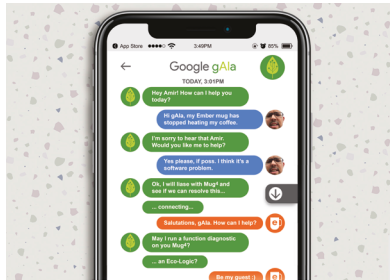 App Store 3:49PM 85%
Google gAIa
TODAY, 3:01PM
Hey Amir! How can I help you
today?
Hi gAIa, my Ember mug has
stopped heating my coffee.
I'm sorry to hear that Amir.
Would you like me to help?
Yes please, if poss. I think it's a
software problem.
Ok, I will liase with Mug⁴ and
see if we can resolve this...
... connecting...
Salutations, gAIa. How can I help?
e!
May I run a function diagnostic
on you Mug⁴?
... an Eco-Logic?
Be my guest :).
e!